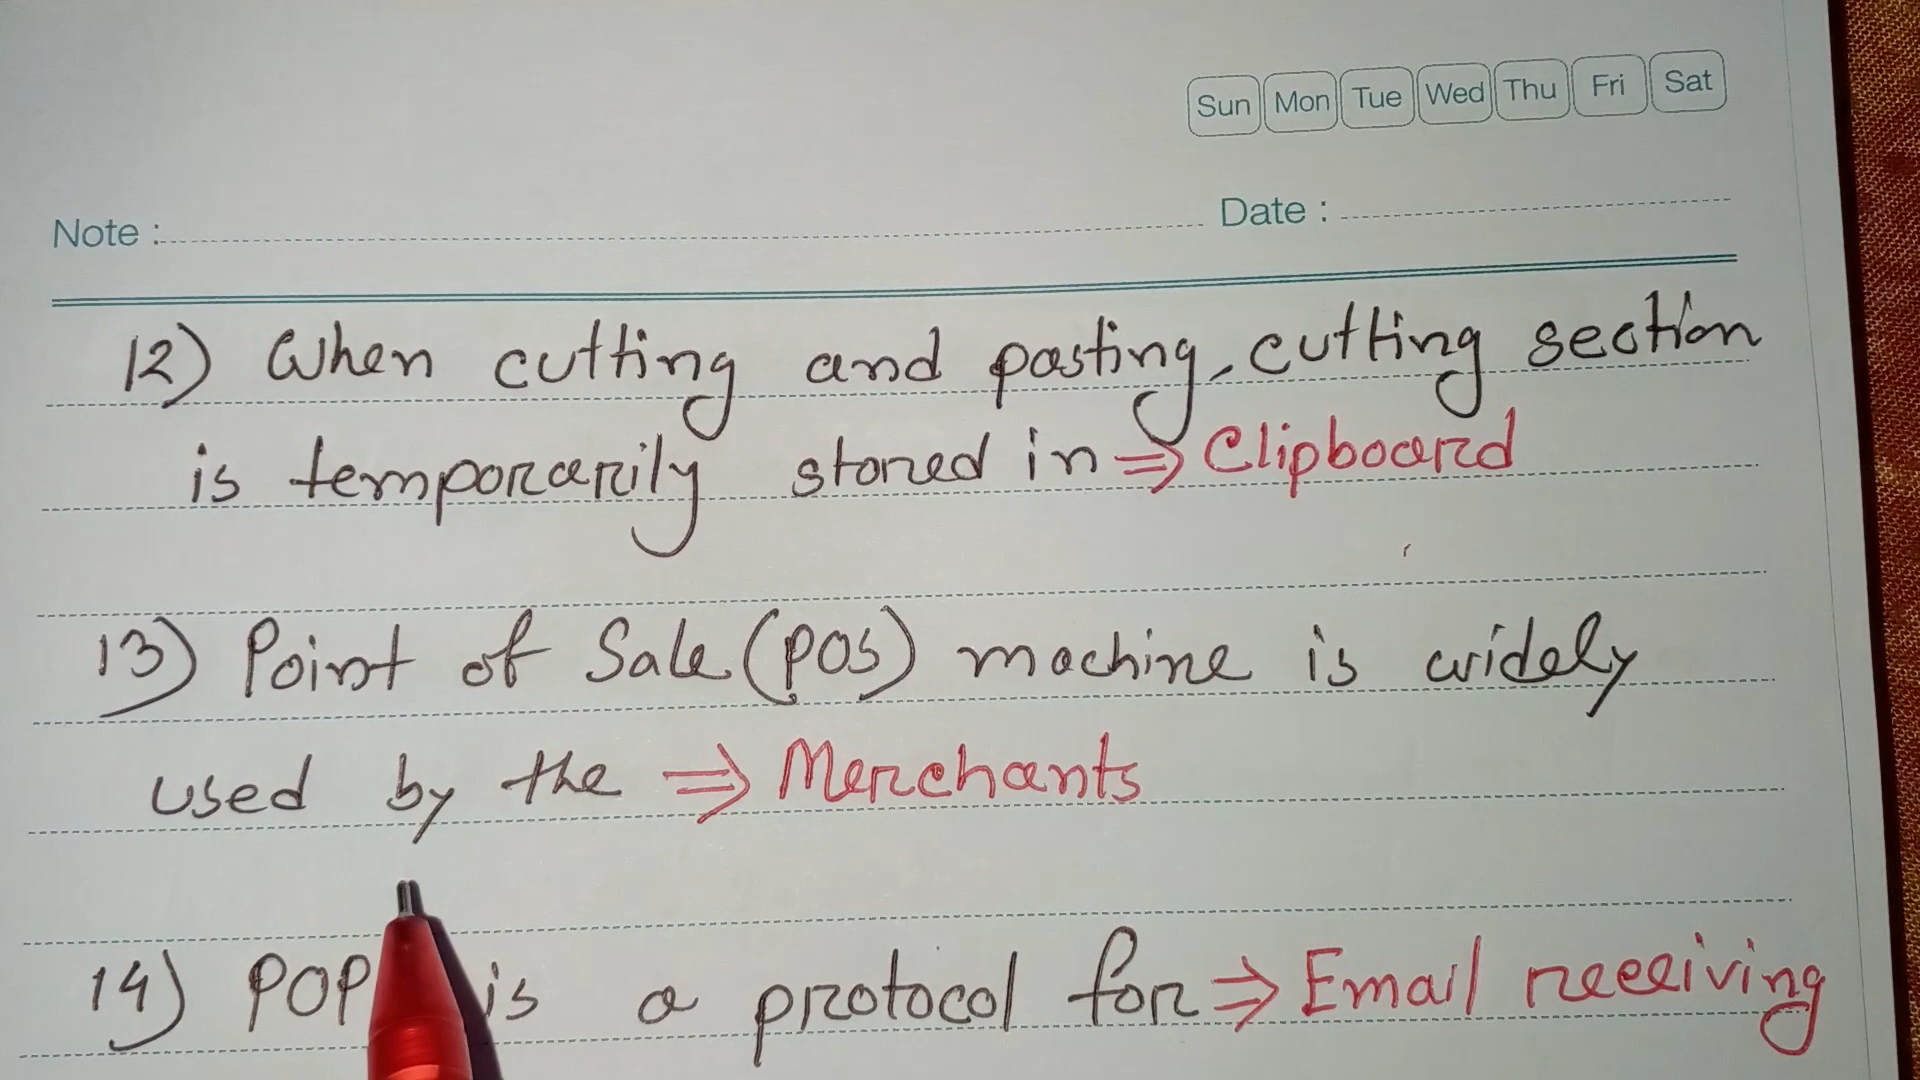 Sun Mon Tue Wed Thu Fri Sat
Note : Date :
12) When cutting and pasting, cutting section
is temporarily stored in ⇒ Clipboard
13) Point of Sale (POS) machine is widely
used by the ⇒ Merchants
14) POP is a protocol for ⇒ Email receiving